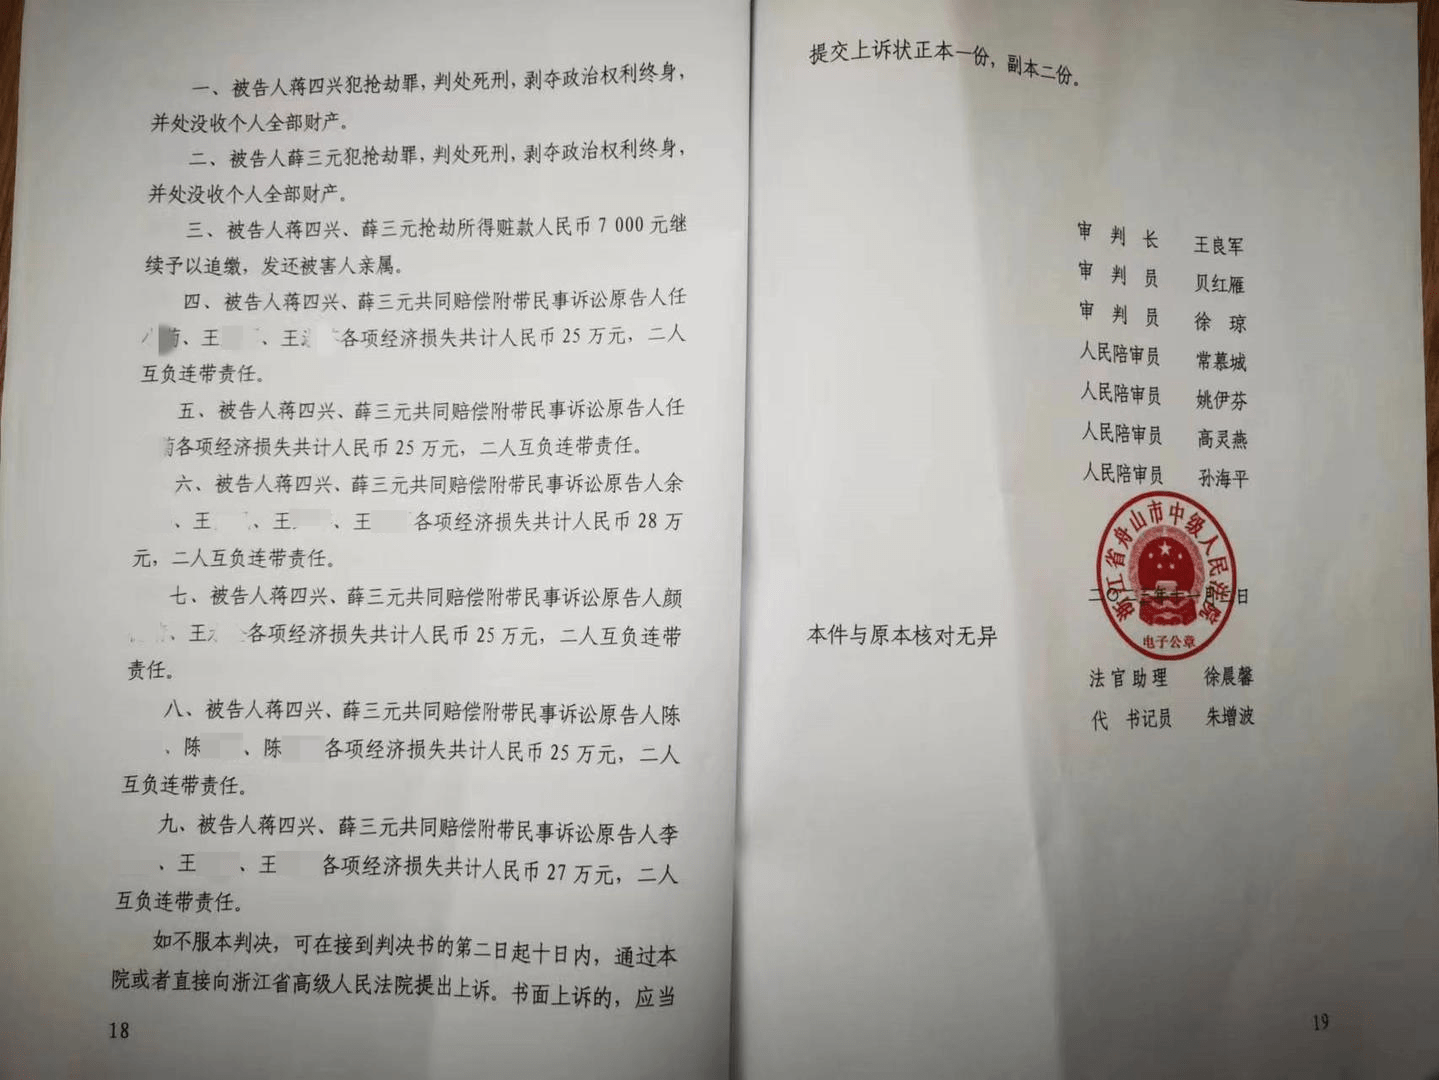 一、被告人蒋四兴犯抢劫罪，判处死刑，剥夺政治权利终身，
并处没收个人全部财产。
二、被告人薛三元犯抢劫罪，判处死刑，剥夺政治权利终身，
并处没收个人全部财产。
三、被告人蒋四兴、薛三元抢劫所得赃款人民币 7 000 元继
续予以追缴，发还被害人亲属。
四、被告人蒋四兴、薛三元共同赔偿附带民事诉讼原告人任
、王 、王 各项经济损失共计人民币 25 万元，二人
互负连带责任。
五、被告人蒋四兴、薛三元共同赔偿附带民事诉讼原告人任
各项经济损失共计人民币 25 万元，二人互负连带责任。
六、被告人蒋四兴、薛三元共同赔偿附带民事诉讼原告人余
、王 、王 、王 各项经济损失共计人民币 28 万
元，二人互负连带责任。
七、被告人蒋四兴、薛三元共同赔偿附带民事诉讼原告人颜
、王 各项经济损失共计人民币 25 万元，二人互负连带
责任。
八、被告人蒋四兴、薛三元共同赔偿附带民事诉讼原告人陈
、陈 、陈 各项经济损失共计人民币 25 万元，二人
互负连带责任。
九、被告人蒋四兴、薛三元共同赔偿附带民事诉讼原告人李
、王 、王 各项经济损失共计人民币 27 万元，二人
互负连带责任。
如不服本判决，可在接到判决书的第二日起十日内，通过本
院或者直接向浙江省高级人民法院提出上诉。书面上诉的，应当
18
提交上诉状正本一份，副本二份。
审 判 长 王良军
审 判 员 贝红雁
审 判 员 徐 琼
人民陪审员 常慕城
人民陪审员 姚伊芬
人民陪审员 高灵燕
人民陪审员 孙海平
浙江省舟山市中级人民法院
电子公章
本件与原本核对无异
法官助理 徐晨馨
代 书记员 朱增波
19